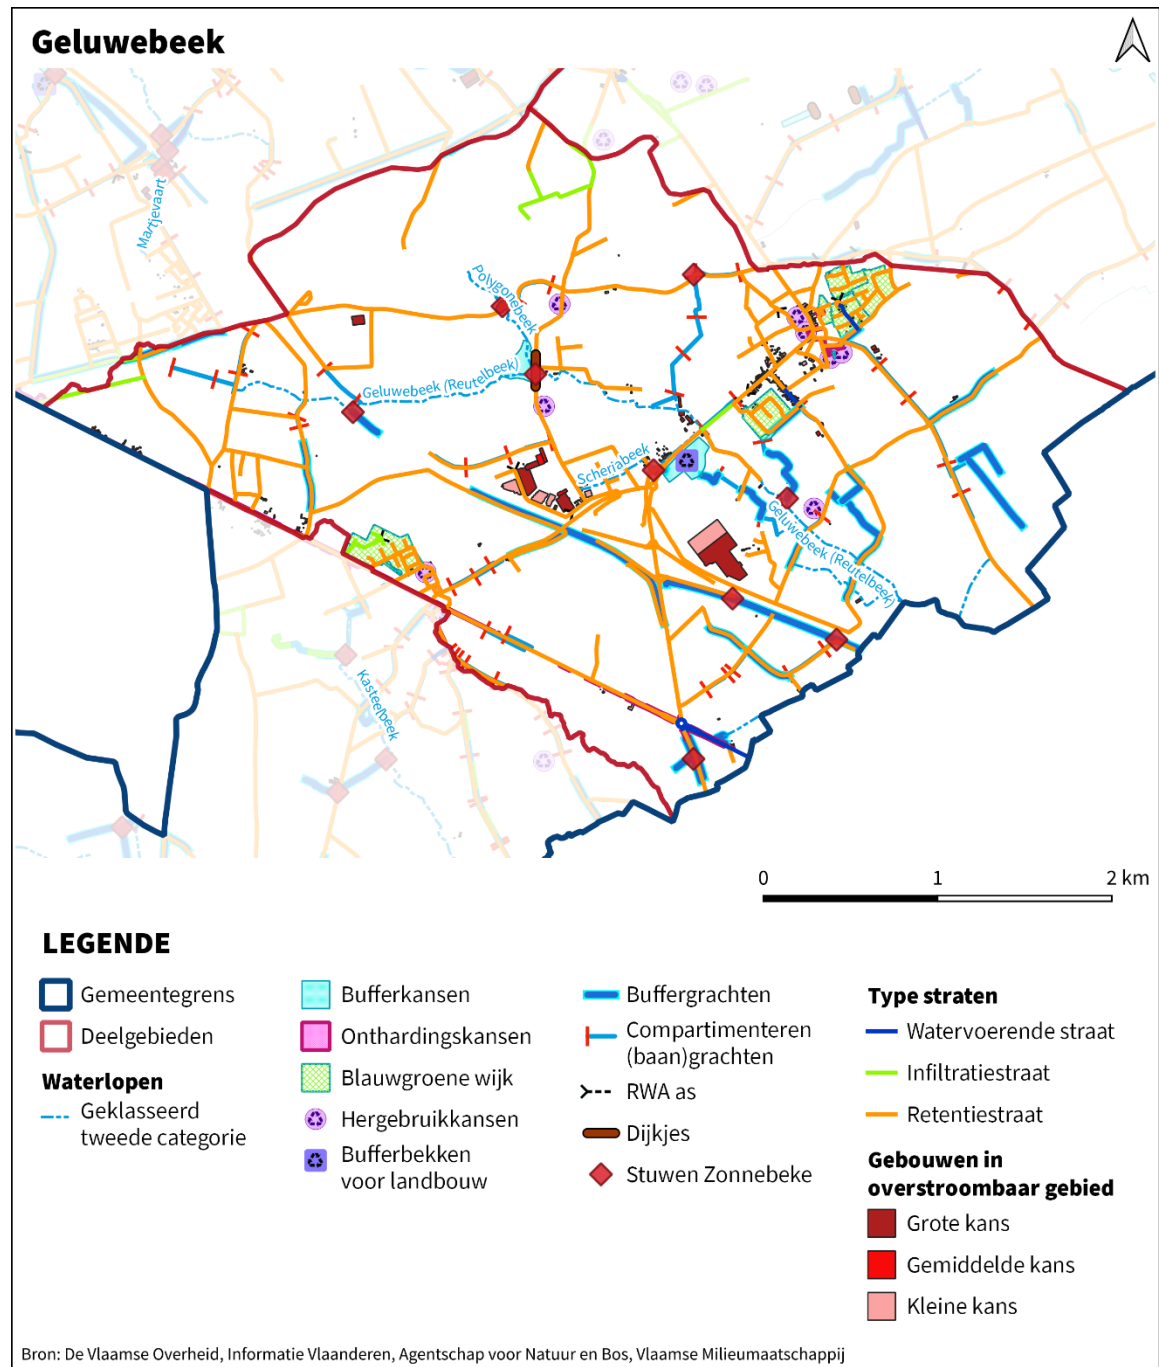 Geluwebeek
Martjevaart
Polygonebeek
Geluwebeek (Reutelbeek)
Scheriabeek
Geluwebeek (Reutelbeek)
Kasteelbeek
0 1 2 km
LEGENDE
Gemeentegrens
Deelgebieden
Waterlopen
Geklasseerd
tweede categorie
Bufferkansen
Onthardingskansen
Blauwgroene wijk
Hergebruikkansen
Bufferbekken
voor landbouw
Buffergrachten
Compartimenteren
(baan)grachten
RWA as
Dijkjes
Stuwen Zonnebeke
Type straten
Watervoerende straat
Infiltratiestraat
Retentiestraat
Gebouwen in
overstroombaar gebied
Grote kans
Gemiddelde kans
Kleine kans
Bron: De Vlaamse Overheid, Informatie Vlaanderen, Agentschap voor Natuur en Bos, Vlaamse Milieumaatschappij